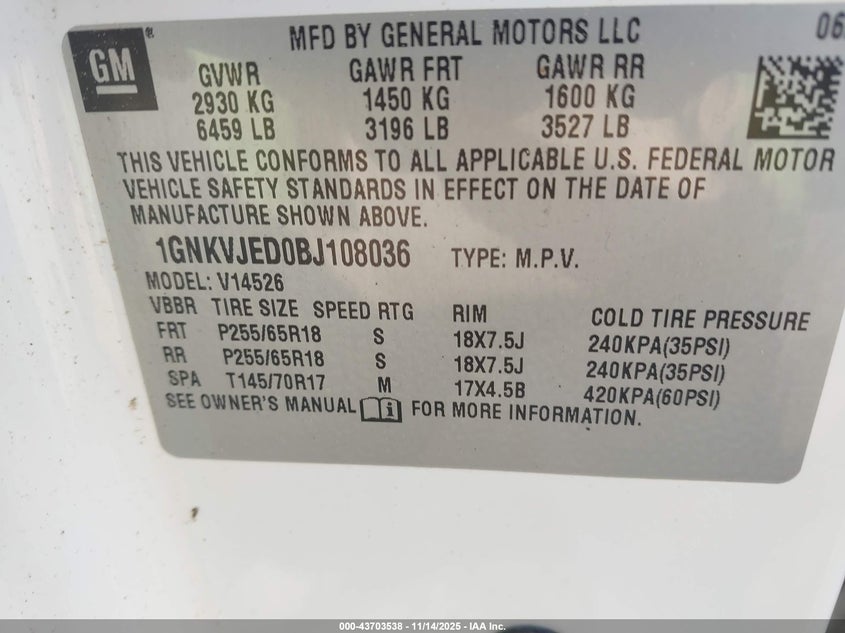 GM®
MFD BY GENERAL MOTORS LLC
GVWR GAWR FRT GAWR RR
2930 KG 1450 KG 1600 KG
6459 LB 3196 LB 3527 LB
THIS VEHICLE CONFORMS TO ALL APPLICABLE U.S. FEDERAL MOTOR
VEHICLE SAFETY STANDARDS IN EFFECT ON THE DATE OF
MANUFACTURE SHOWN ABOVE.
1GNKVJED0BJ108036 TYPE: M.P.V.
MODEL: V14526
VBBR TIRE SIZE SPEED RTG RIM COLD TIRE PRESSURE
FRT P255/65R18 S 18X7.5J 240KPA(35PSI)
RR P255/65R18 S 18X7.5J 240KPA(35PSI)
SPA T145/70R17 M 17X4.5B 420KPA(60PSI)
SEE OWNER'S MANUAL FOR MORE INFORMATION.
000-43703538 - 11/14/2025 - IAA Inc.